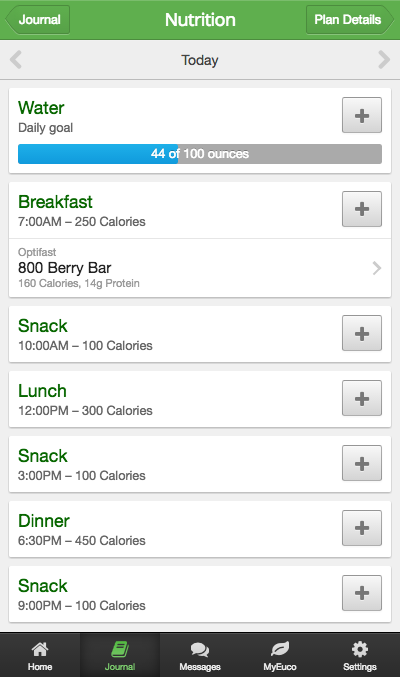 Journal
Nutrition
Plan Details
Today
Water
Daily goal
44 of 100 ounces
Breakfast
7:00AM – 250 Calories
Optifast
800 Berry Bar
160 Calories, 14g Protein
Snack
10:00AM – 100 Calories
Lunch
12:00PM – 300 Calories
Snack
3:00PM – 100 Calories
Dinner
6:30PM – 450 Calories
Snack
9:00PM – 100 Calories
Home
Journal
Messages
MyEuco
Settings